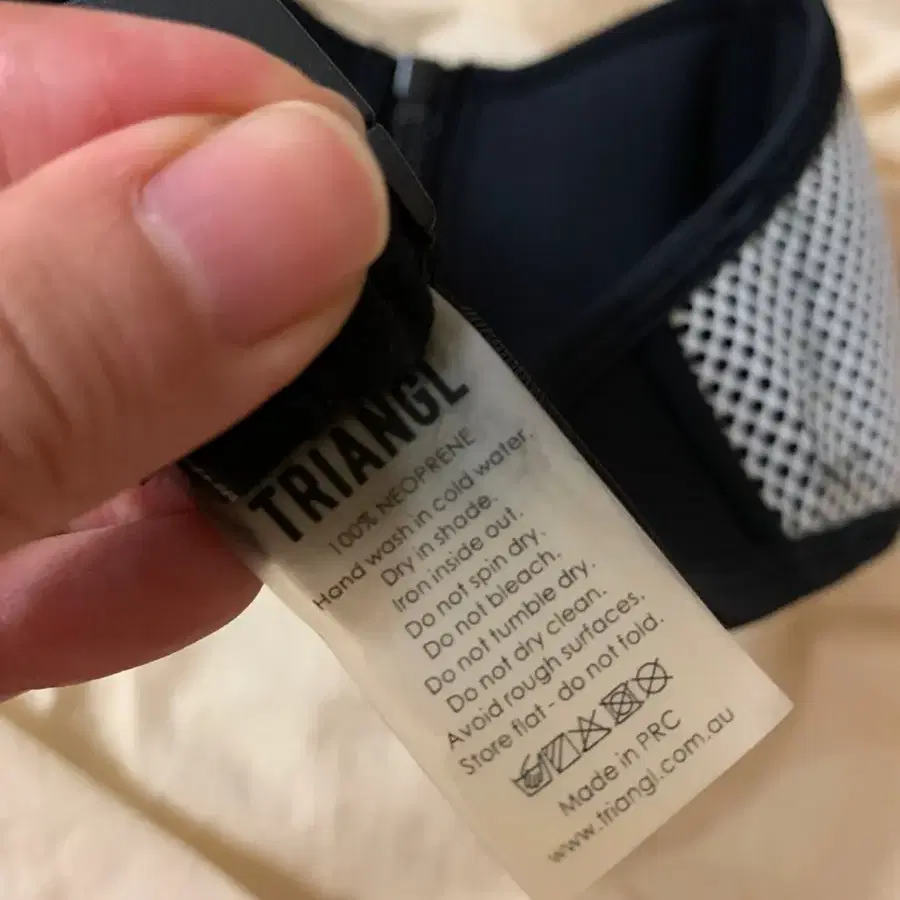 TRIANGL
100% NEOPRENE
Hand wash in cold water.
Dry in shade.
Iron inside out.
Do not spin dry.
Do not bleach.
Do not tumble dry.
Do not dry clean.
Avoid rough surfaces.
Store flat - do not fold.
Made in PRC
www.triangl.com.au